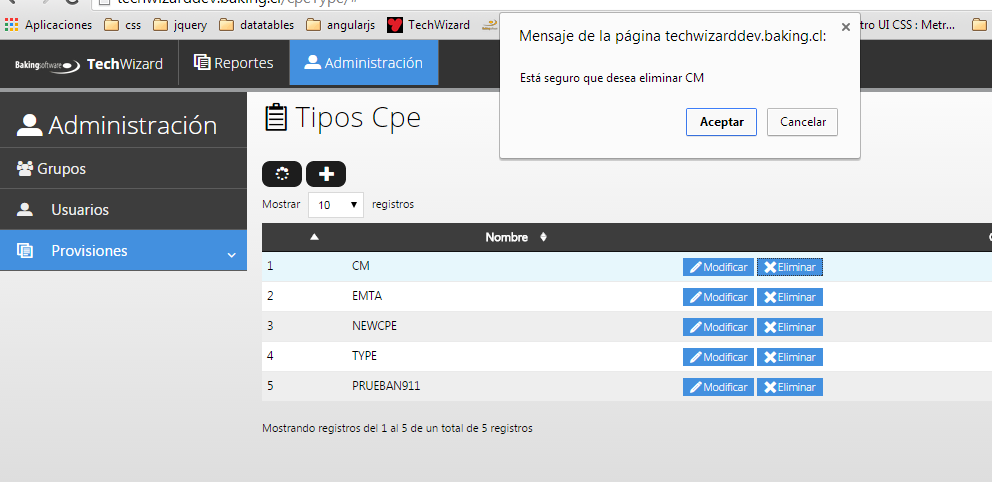 techwizarddev.baking.cl/cpeType/#
Aplicaciones css jquery datatables angularjs TechWizard tro UI CSS : Metr...
Mensaje de la página techwizarddev.baking.cl:
Está seguro que desea eliminar CM
Aceptar Cancelar
Bakingsoftware TechWizard Reportes Administración
Administración
Grupos
Usuarios
Provisiones
Tipos Cpe
Mostrar 10 registros
Nombre
1 CM Modificar Eliminar
2 EMTA Modificar Eliminar
3 NEWCPE Modificar Eliminar
4 TYPE Modificar Eliminar
5 PRUEBAN911 Modificar Eliminar
Mostrando registros del 1 al 5 de un total de 5 registros